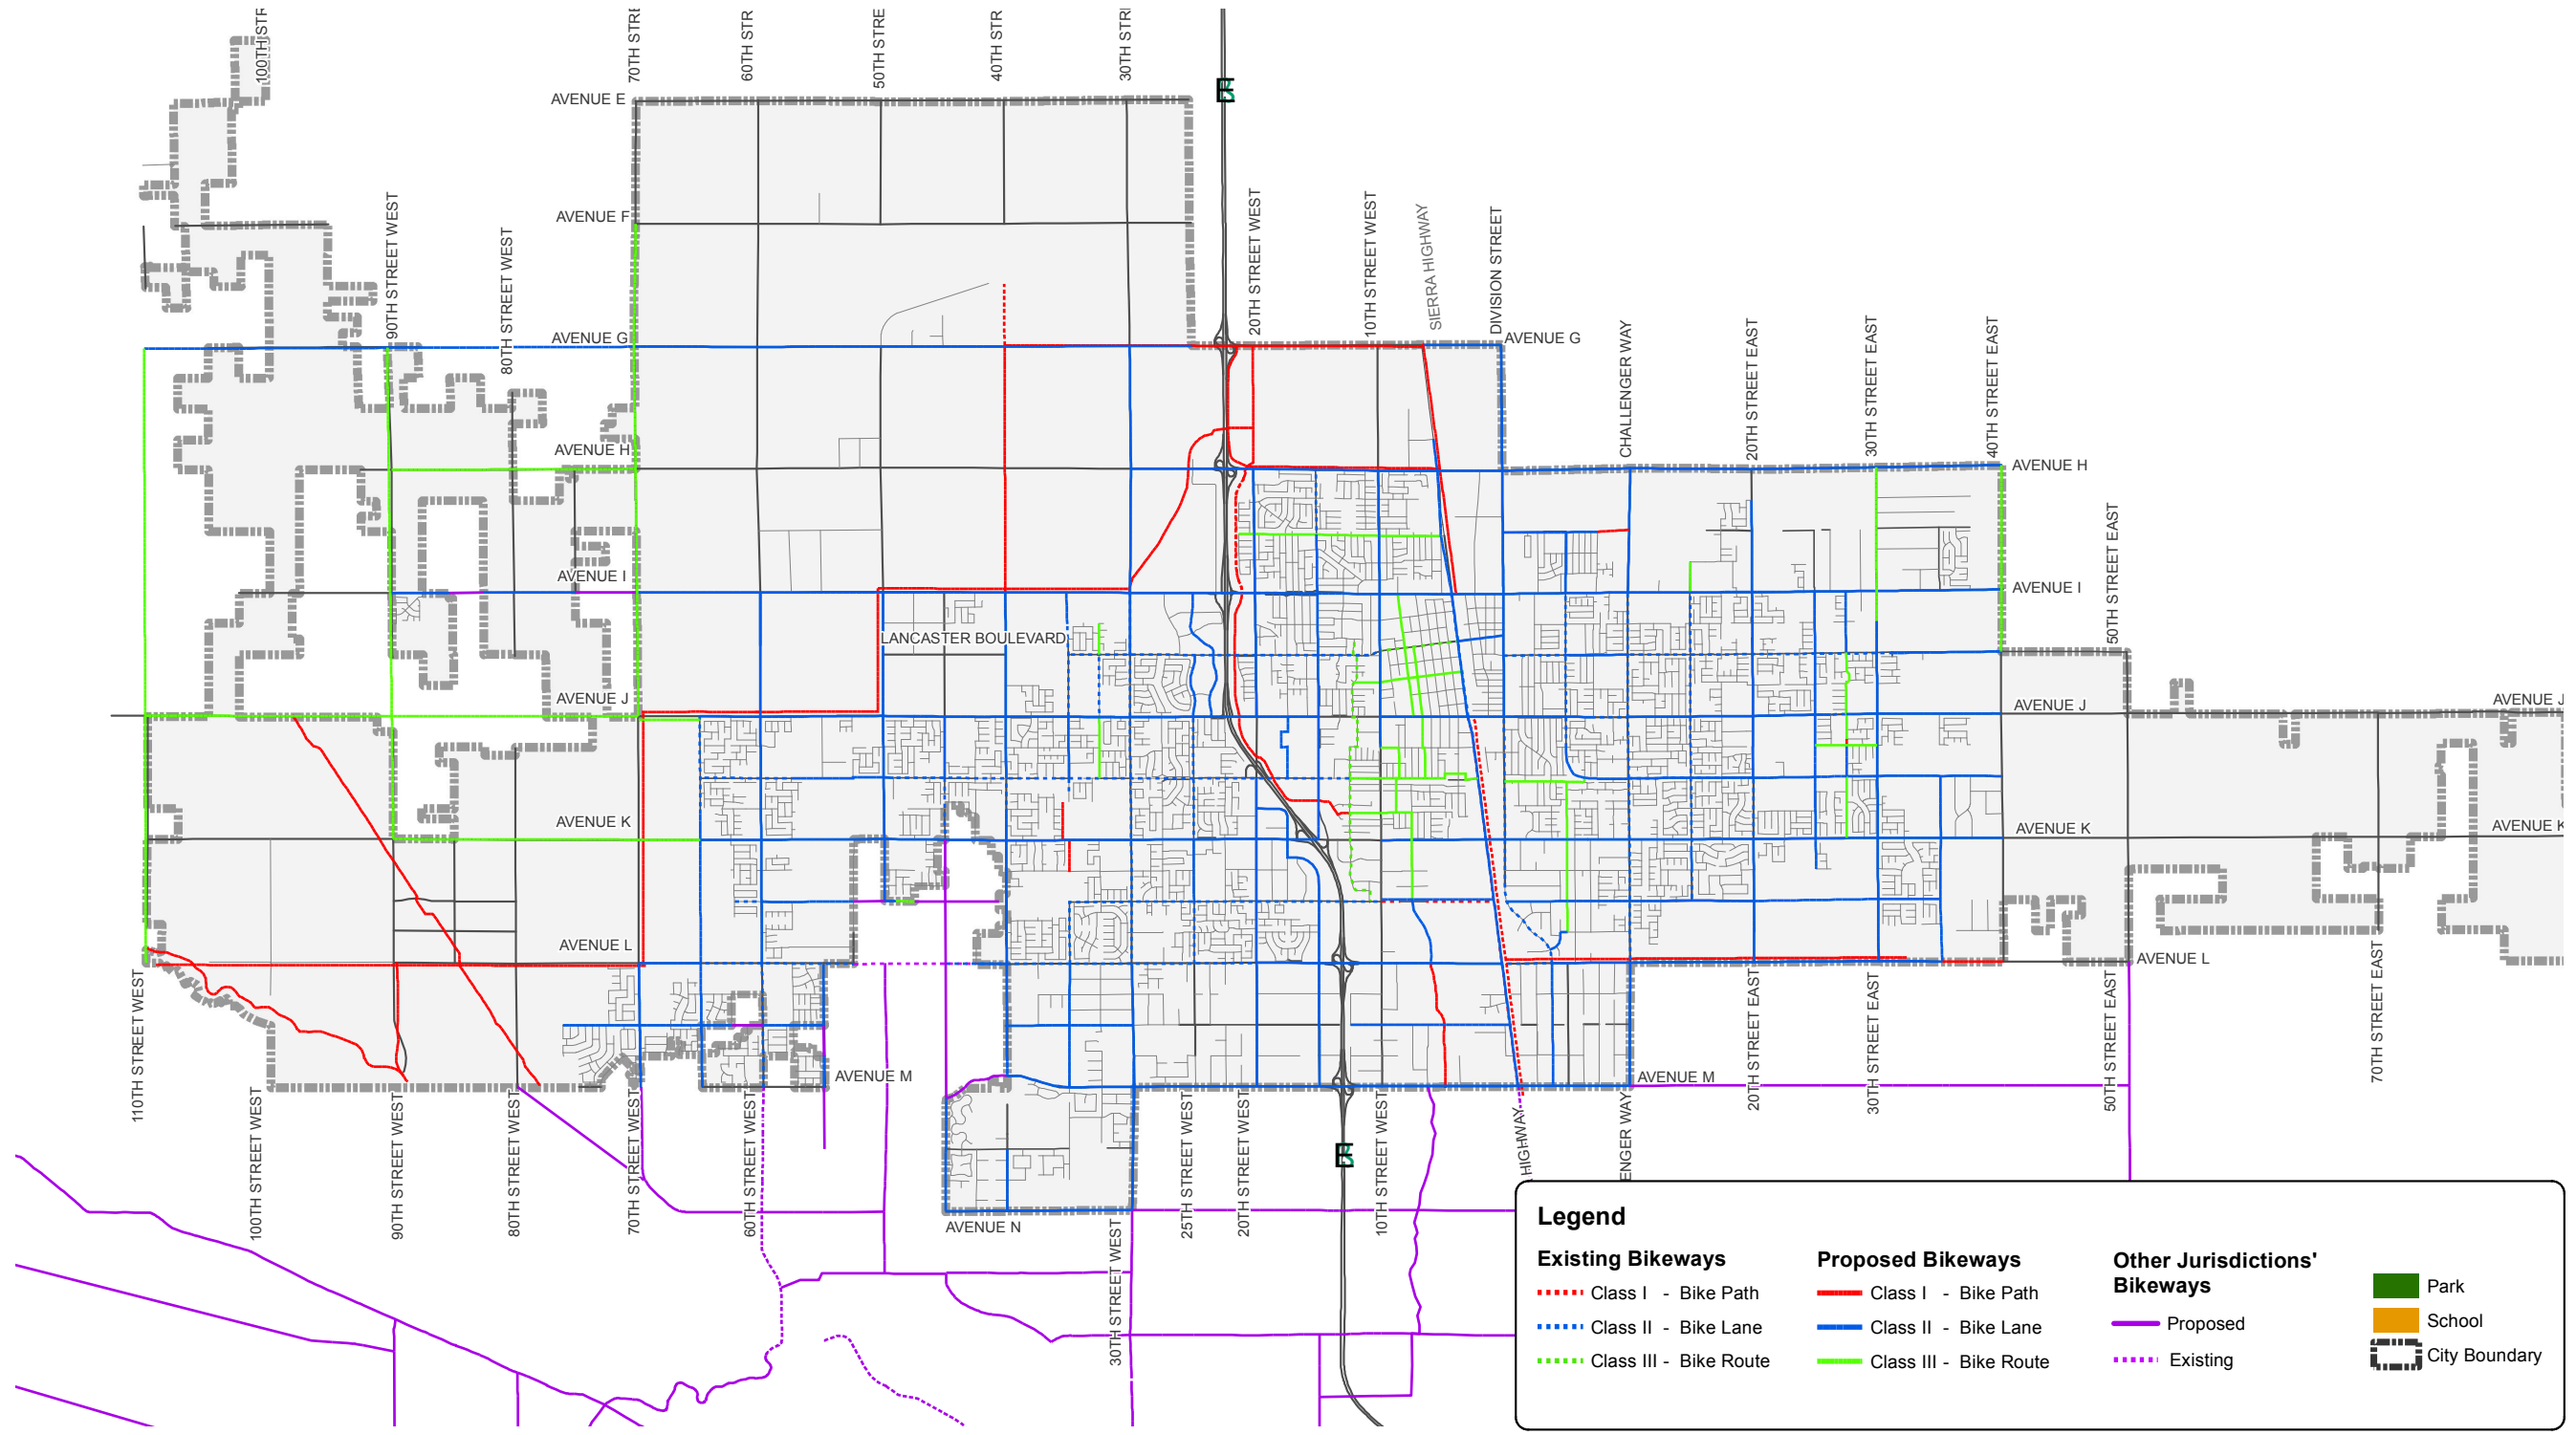 100TH STR
70TH STRE
60TH STR
50TH STRE
40TH STR
30TH STR
AVENUE E
AVENUE F
90TH STREET WEST
80TH STREET WEST
20TH STREET WEST
10TH STREET WEST
SIERRA HIGHWAY
DIVISION STREET
AVENUE G
AVENUE G
CHALLENGER WAY
20TH STREET EAST
30TH STREET EAST
40TH STREET EAST
AVENUE H
AVENUE H
50TH STREET EAST
AVENUE I
AVENUE I
LANCASTER BOULEVARD
AVENUE J
AVENUE J
AVENUE J
AVENUE K
AVENUE K
AVENUE K
AVENUE L
AVENUE L
110TH STREET WEST
AVENUE M
AVENUE M
20TH STREET EAST
30TH STREET EAST
50TH STREET EAST
70TH STREET EAST
100TH STREET WEST
90TH STREET WEST
80TH STREET WEST
70TH STREET WEST
60TH STREET WEST
25TH STREET WEST
20TH STREET WEST
10TH STREET WEST
HIGHWAY
ENGER WAY
AVENUE N
30TH STREET WEST
Legend
Existing Bikeways
Class I - Bike Path
Class II - Bike Lane
Class III - Bike Route
Proposed Bikeways
Class I - Bike Path
Class II - Bike Lane
Class III - Bike Route
Other Jurisdictions'
Bikeways
Proposed
Existing
Park
School
City Boundary